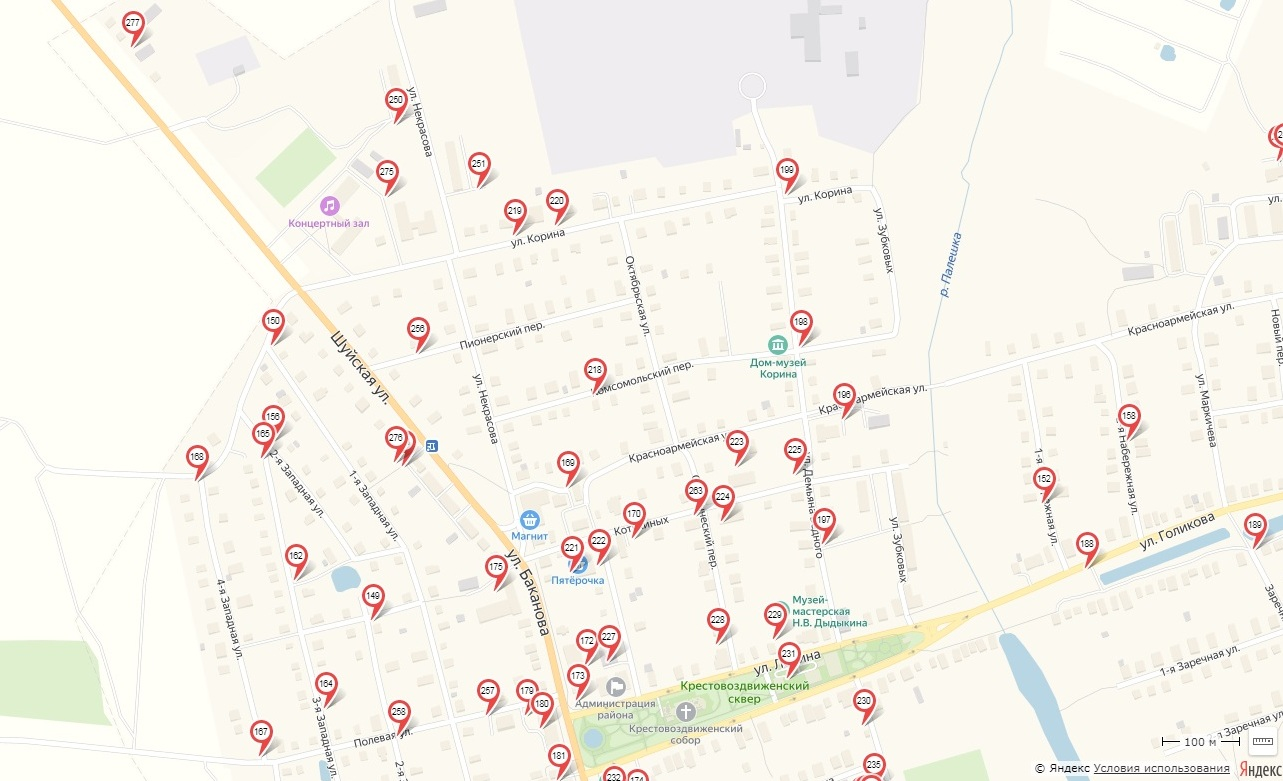 277
250
ул. Некрасова
275
251
199
219
220
ул. Корина
Концертный зал
ул. Корина
ул. Зубковых
Октябрьская ул.
р. Палешка
Красноармейская ул.
Новый пер.
150
256
Пионерский пер.
198
Шуйская ул.
Дом-музей
Корина
218
Комсомольский пер.
ул. Некрасова
196
Красноармейская ул.
ул. Маркичева
156
165
276
168
2-я Западная ул.
1-я Западная ул.
169
Красноармейская у
223
225
158
152
263
224
170
197
Магнит
ул. Голикова
188
189
ул. Зубковых
221
222
Пятёрочка
162
175
ул. Баканова
149
4-я Западная ул.
228
229
Музей-
мастерская
Н.В. Дыдыкина
172
227
231
1-я Заречная ул.
164
173
257
179
180
Администрация
района
Крестовоздвиженский
сквер
Крестовоздвиженский
собор
230
3-я Западная ул.
258
167
Полевая ул.
2-я
181
232
174
235
100 м
© Яндекс Условия использования
Яндекс